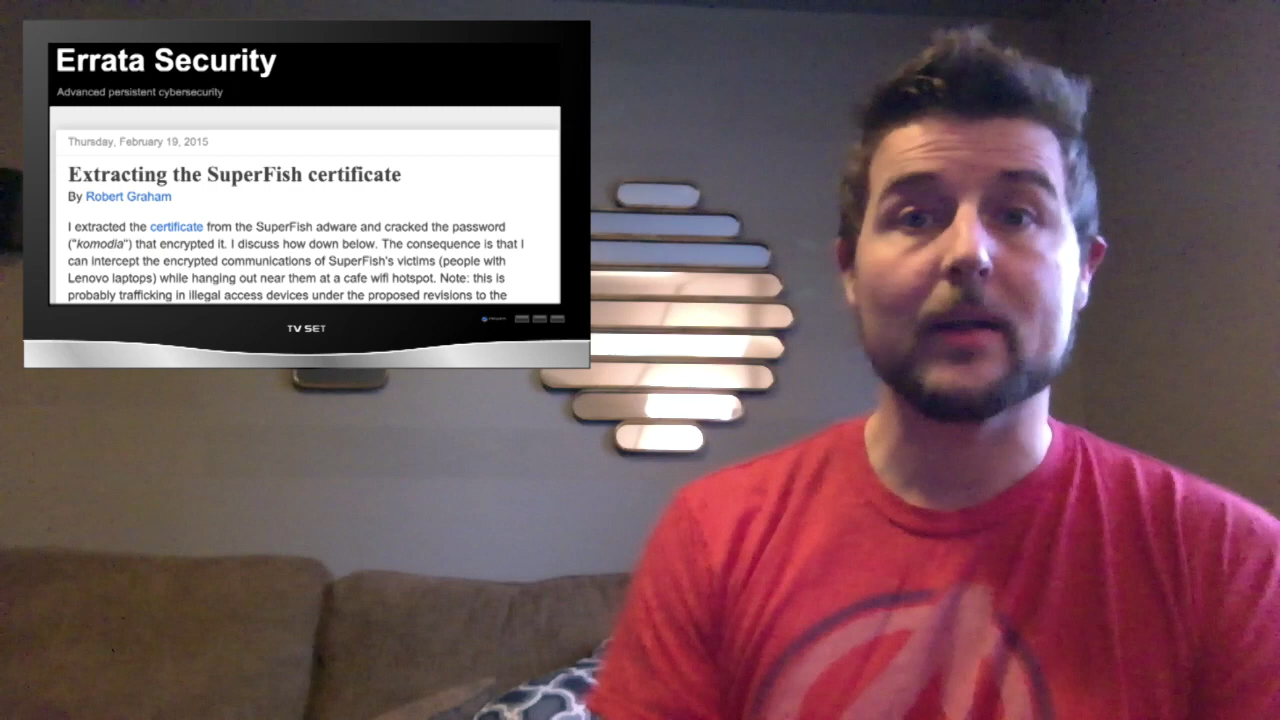 Errata Security
Advanced persistent cybersecurity
Thursday, February 19, 2015
Extracting the SuperFish certificate
By Robert Graham
I extracted the certificate from the SuperFish adware and cracked the password
("komodia") that encrypted it. I discuss how down below. The consequence is that I
can intercept the encrypted communications of SuperFish's victims (people with
Lenovo laptops) while hanging out near them at a cafe wifi hotspot. Note: this is
probably trafficking in illegal access devices under the proposed revisions to the
TV SET